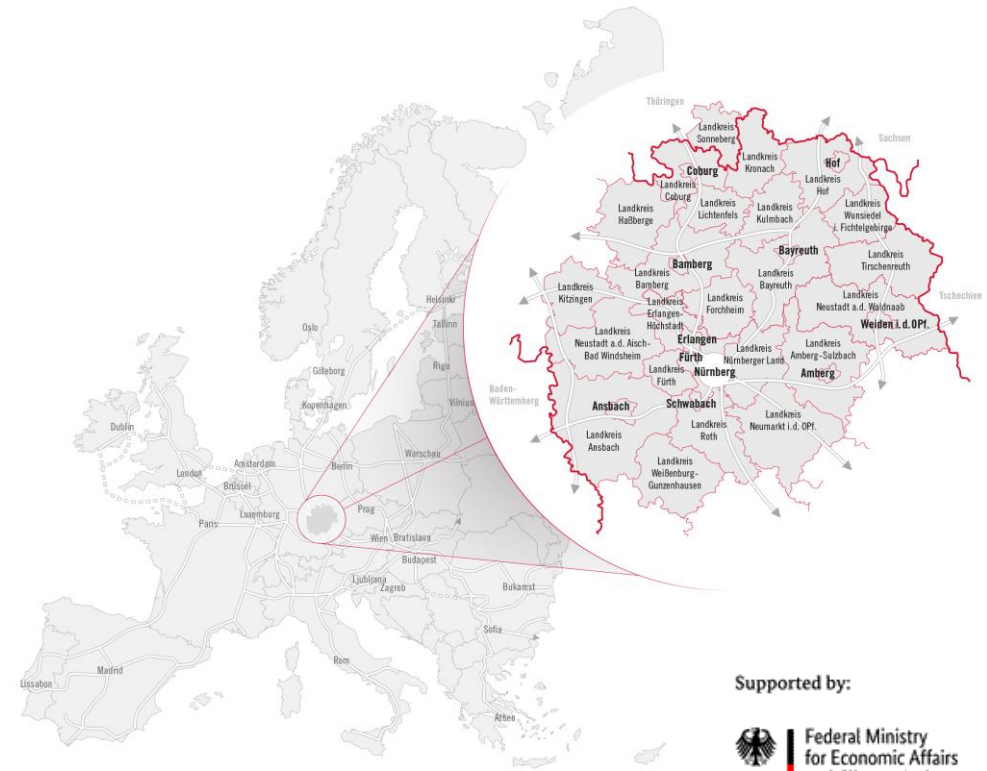 Thüringen
Sachsen
Tschechien
Baden-
Württemberg
Landkreis
Sonneberg
Landkreis
Kronach
Hof
Landkreis
Hof
Coburg
Landkreis
Coburg
Landkreis
Lichtenfels
Landkreis
Kulmbach
Landkreis
Wunsiedel
i. Fichtelgebirge
Landkreis
Haßberge
Bayreuth
Landkreis
Tirschenreuth
Bamberg
Landkreis
Bamberg
Landkreis
Bayreuth
Landkreis
Kitzingen
Landkreis
Erlangen-
Höchstadt
Landkreis
Forchheim
Landkreis
Neustadt a.d. Waldnaab
Weiden i.d.OPf.
Landkreis
Neustadt a.d. Aisch-
Bad Windsheim
Erlangen
Fürth
Nürnberg
Landkreis
Nürnberger Land
Landkreis
Amberg-Sulzbach
Amberg
Landkreis
Fürth
Ansbach
Schwabach
Landkreis
Ansbach
Landkreis
Roth
Landkreis
Neumarkt i.d. OPf.
Landkreis
Weißenburg-
Gunzenhausen
Helsinki
Oslo
Tallinn
Göteborg
Riga
Kopenhagen
Vilnius
Dublin
London
Amsterdam
Berlin
Warschau
Brüssel
Luxemburg
Prag
Paris
Wien
Bratislava
Budapest
Ljubljana
Zagreb
Bukarest
Sofia
Madrid
Rom
Lissabon
Athen
Supported by:
Federal Ministry
for Economic Affairs